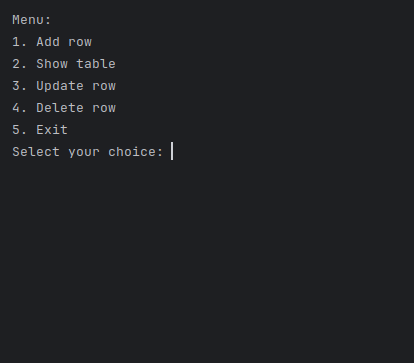 Menu:
1. Add row
2. Show table
3. Update row
4. Delete row
5. Exit
Select your choice: